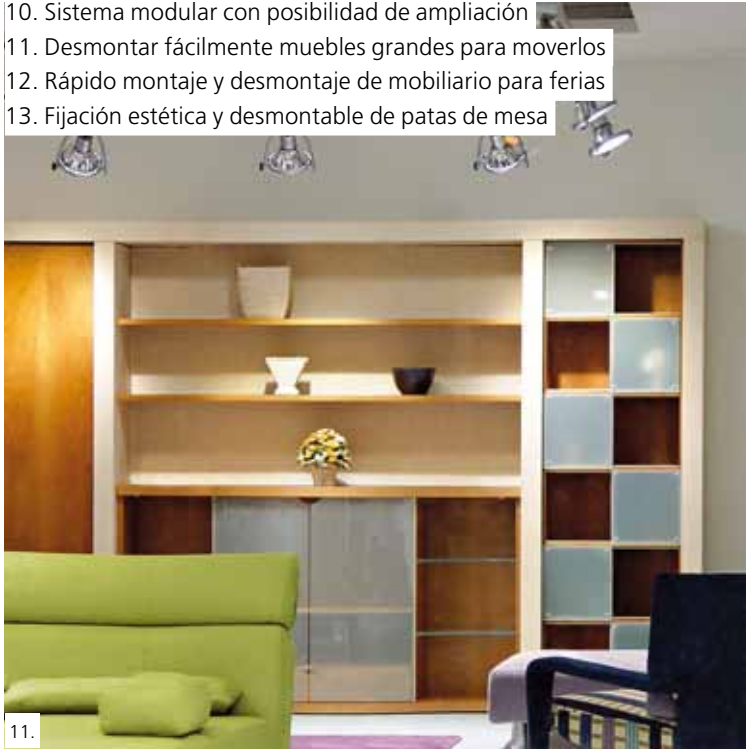 10. Sistema modular con posibilidad de ampliación
11. Desmontar fácilmente muebles grandes para moverlos
12. Rápido montaje y desmontaje de mobiliario para ferias
13. Fijación estética y desmontable de patas de mesa
11.